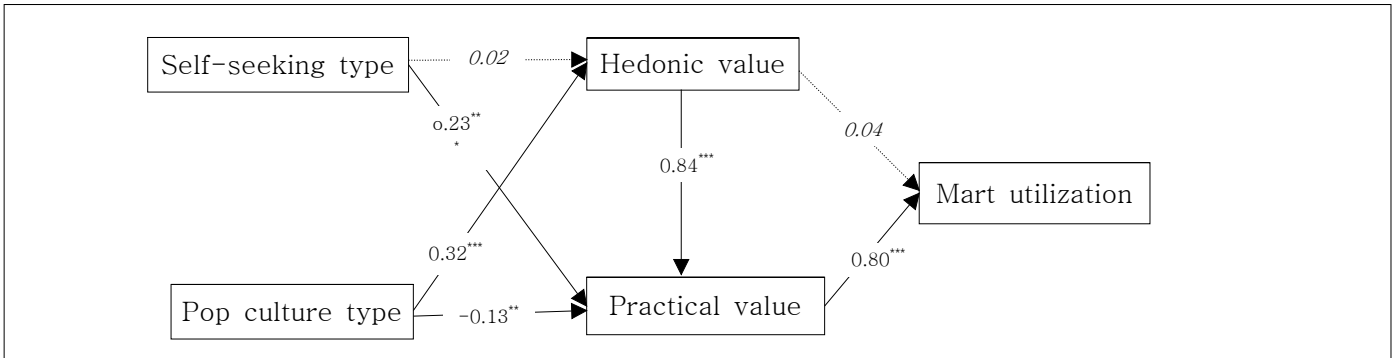 Self-seeking type
0.02
Hedonic value
o.23**
*
0.04
0.84***
Mart utilization
0.32***
0.80***
Pop culture type
-0.13**
Practical value